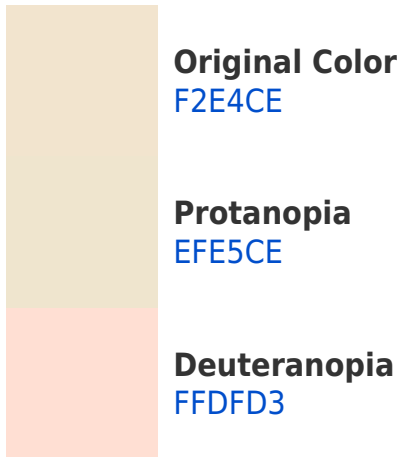 Original Color
F2E4CE
Protanopia
EFE5CE
Deuteranopia
FFDFD3